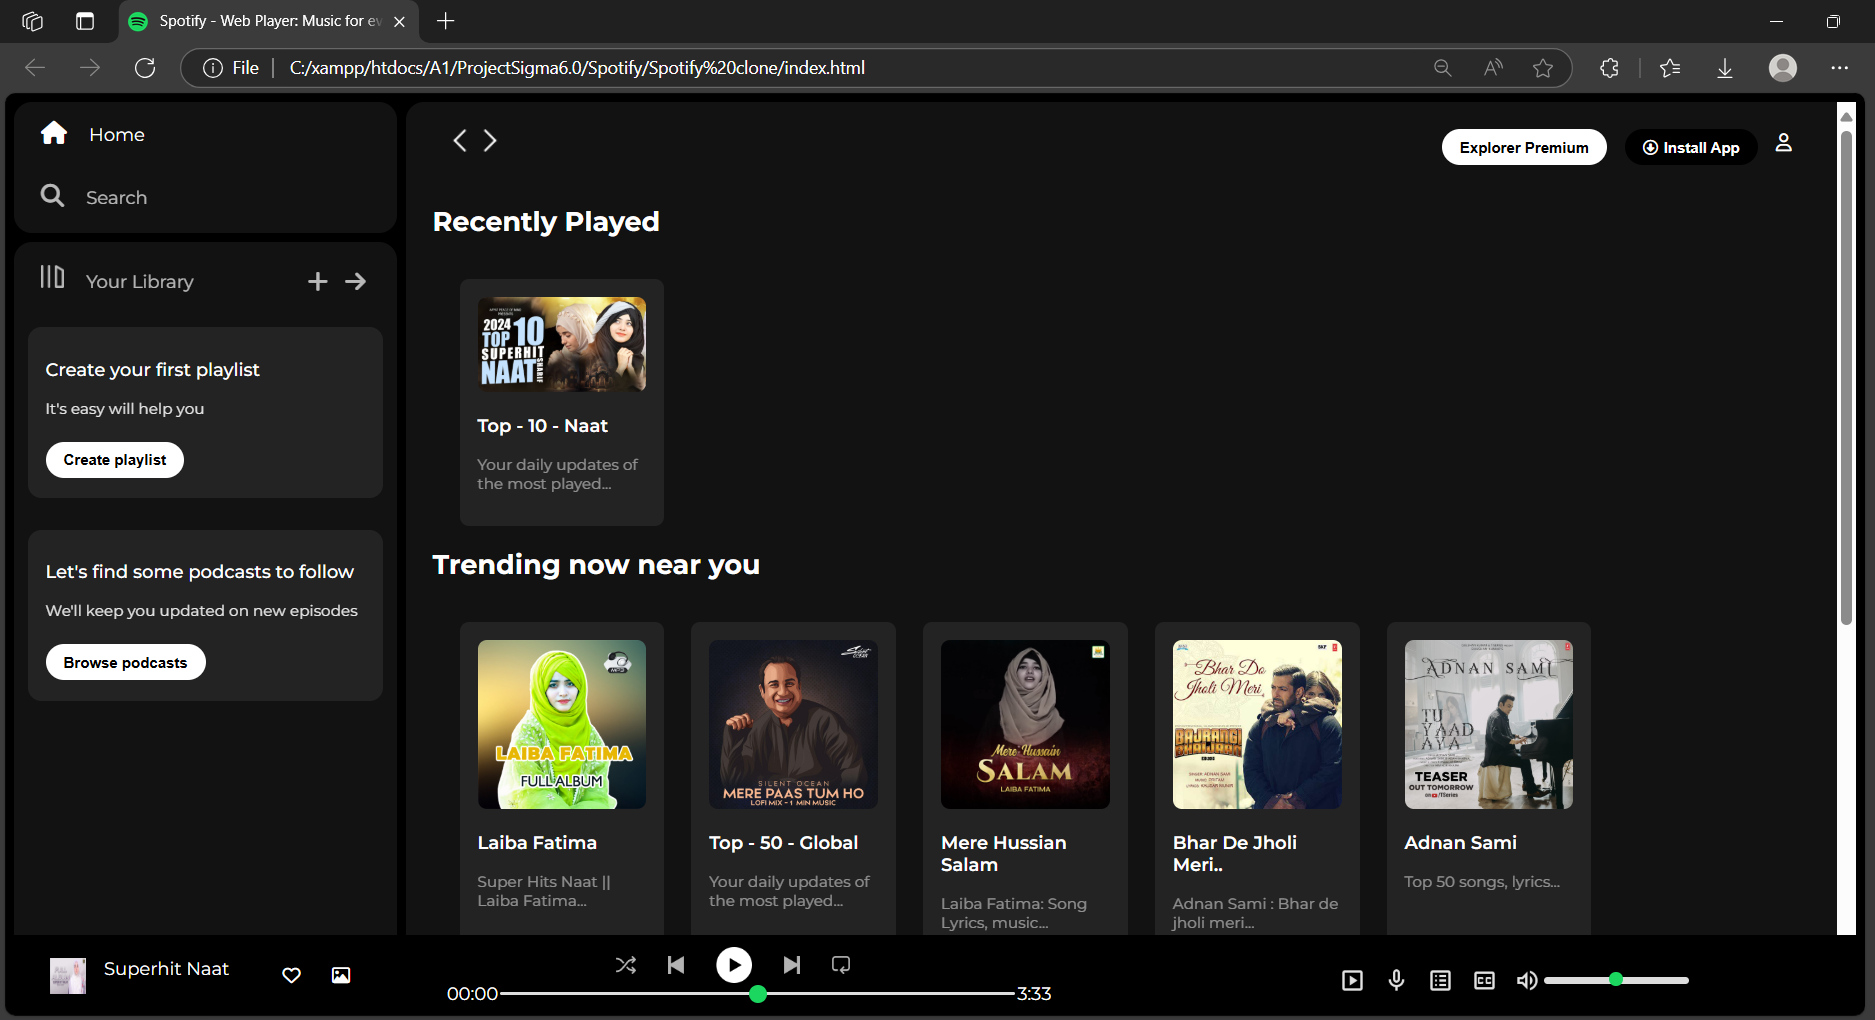 Spotify - Web Player: Music for ev
File
C:/xampp/htdocs/A1/ProjectSigma6.0/Spotify/Spotify%20clone/index.html
Home
Search
Your Library
Create your first playlist
It's easy will help you
Create playlist
Let's find some podcasts to follow
We'll keep you updated on new episodes
Browse podcasts
Explorer Premium
Install App
Recently Played
2024
TOP 10
SUPERHIT
NAAT
SHARIF
Top - 10 - Naat
Your daily updates of
the most played...
Trending now near you
LAIBA FATIMA
FULL ALBUM
Laiba Fatima
Super Hits Naat ||
Laiba Fatima...
SILENT OCEAN
MERE PAAS TUM HO
LOFI MIX - 1 MIN MUSIC
Top - 50 - Global
Your daily updates of
the most played...
Mere Hussain
SALAM
LAIBA FATIMA
Mere Hussian
Salam
Laiba Fatima: Song
Lyrics, music...
Bhar Do
Jholi Meri
BAJRANGI
BHAIJAAN
Bhar De Jholi
Meri..
Adnan Sami : Bhar de
jholi meri...
ADNAN SAMI
TU
YAAD
AYA
TEASER
OUT TOMORROW
Adnan Sami
Top 50 songs, lyrics...
Superhit Naat
00:00
3:33
CC